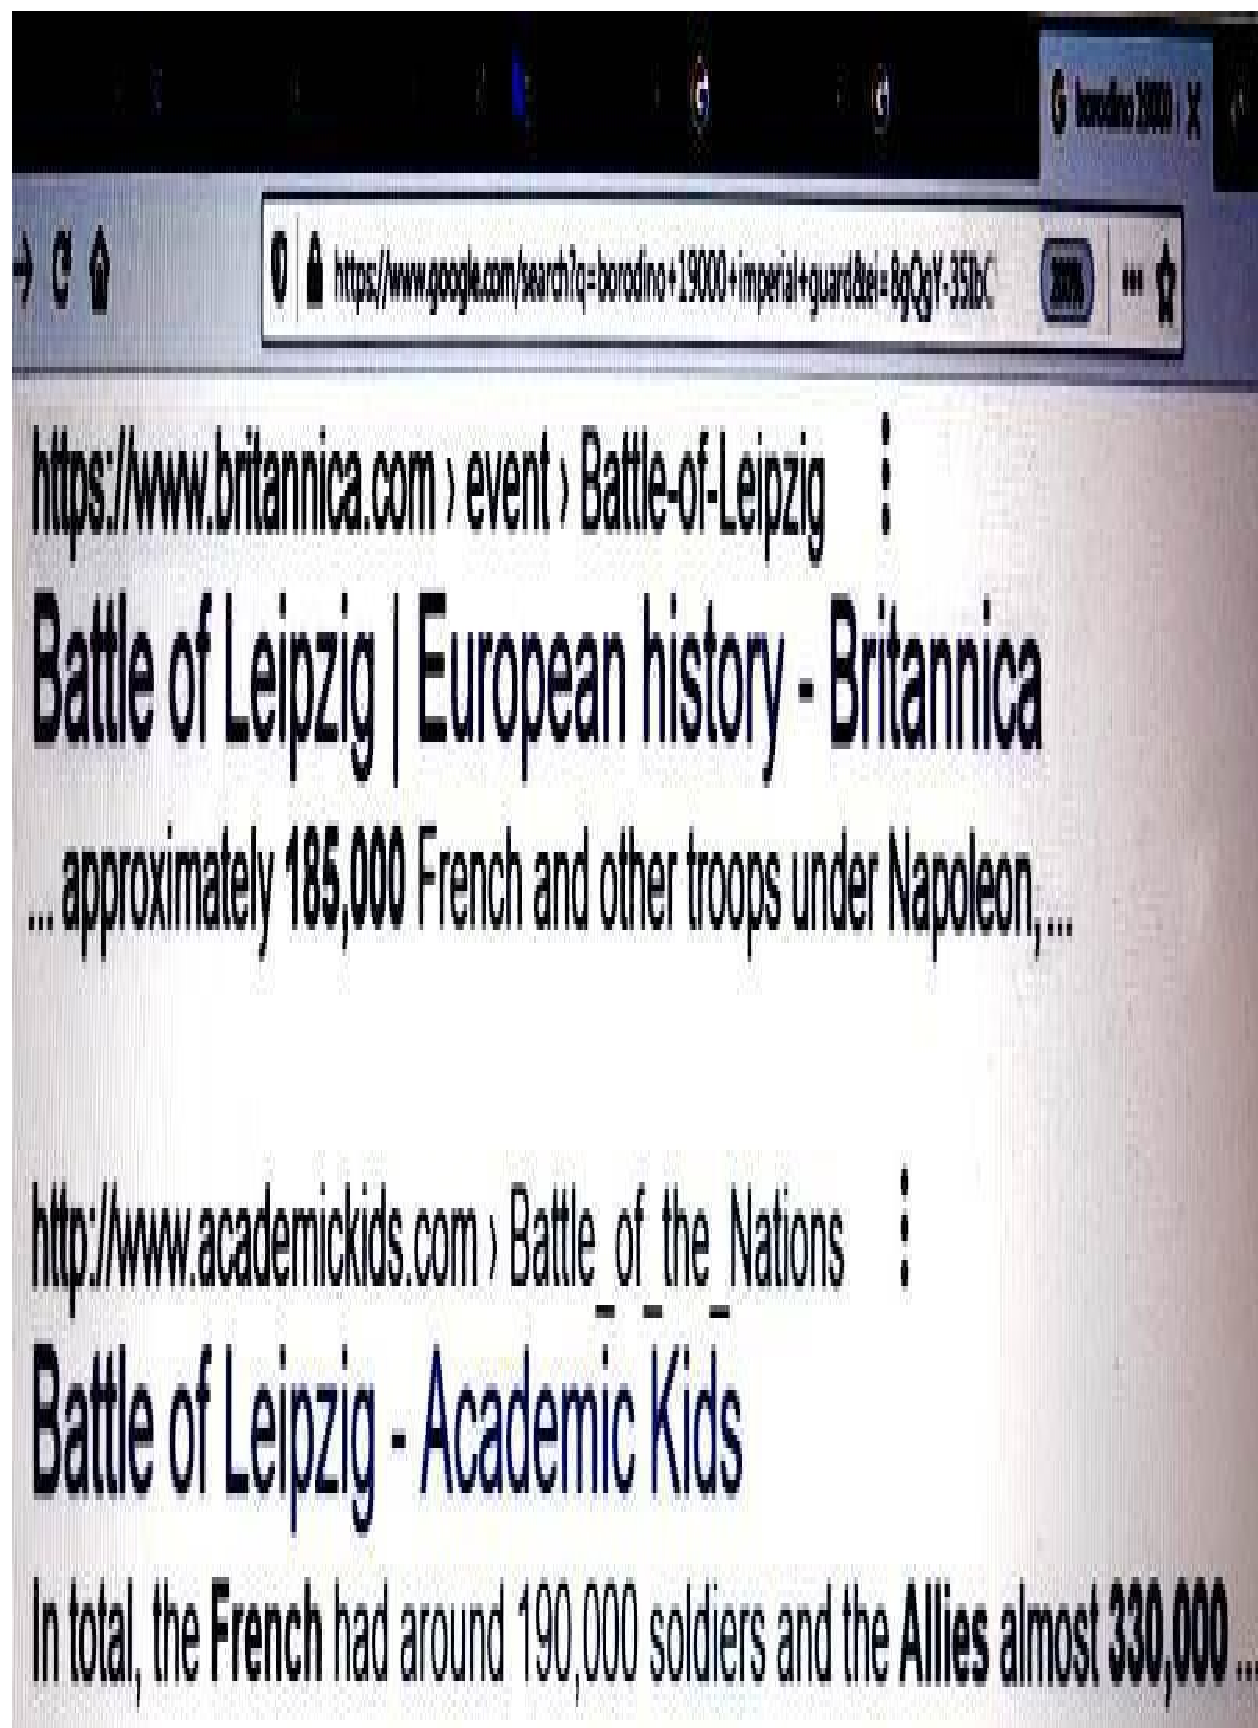 borodino 19000
https://www.google.com/search?q=borodino+19000+imperial+guard&ei=
https://www.britannica.com › event › Battle-of-Leipzig
Battle of Leipzig | European history - Britannica
... approximately 185,000 French and other troops under Napoleon, ...
http://www.academickids.com › Battle_of_the_Nations
Battle of Leipzig - Academic Kids
In total, the French had around 190,000 soldiers and the Allies almost 330,000 ...